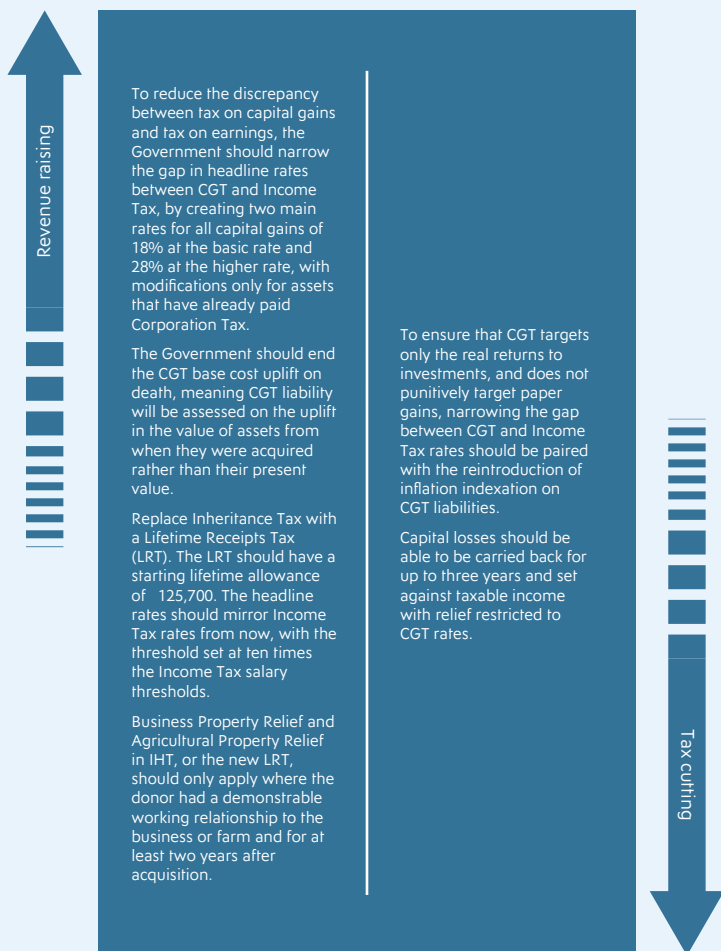 Revenue raising
To reduce the discrepancy
between tax on capital gains
and tax on earnings, the
Government should narrow
the gap in headline rates
between CGT and Income
Tax, by creating two main
rates for all capital gains of
18% at the basic rate and
28% at the higher rate, with
modifications only for assets
that have already paid
Corporation Tax.
The Government should end
the CGT base cost uplift on
death, meaning CGT liability
will be assessed on the uplift
in the value of assets from
when they were acquired
rather than their present
value.
Replace Inheritance Tax with
a Lifetime Receipts Tax
(LRT). The LRT should have a
starting lifetime allowance
of 125,700. The headline
rates should mirror Income
Tax rates from now, with the
threshold set at ten times
the Income Tax salary
thresholds.
Business Property Relief and
Agricultural Property Relief
in IHT, or the new LRT,
should only apply where the
donor had a demonstrable
working relationship to the
business or farm and for at
least two years after
acquisition.
To ensure that CGT targets
only the real returns to
investments, and does not
punitively target paper
gains, narrowing the gap
between CGT and Income
Tax rates should be paired
with the reintroduction of
inflation indexation on
CGT liabilities.
Capital losses should be
able to be carried back for
up to three years and set
against taxable income
with relief restricted to
CGT rates.
Tax cutting